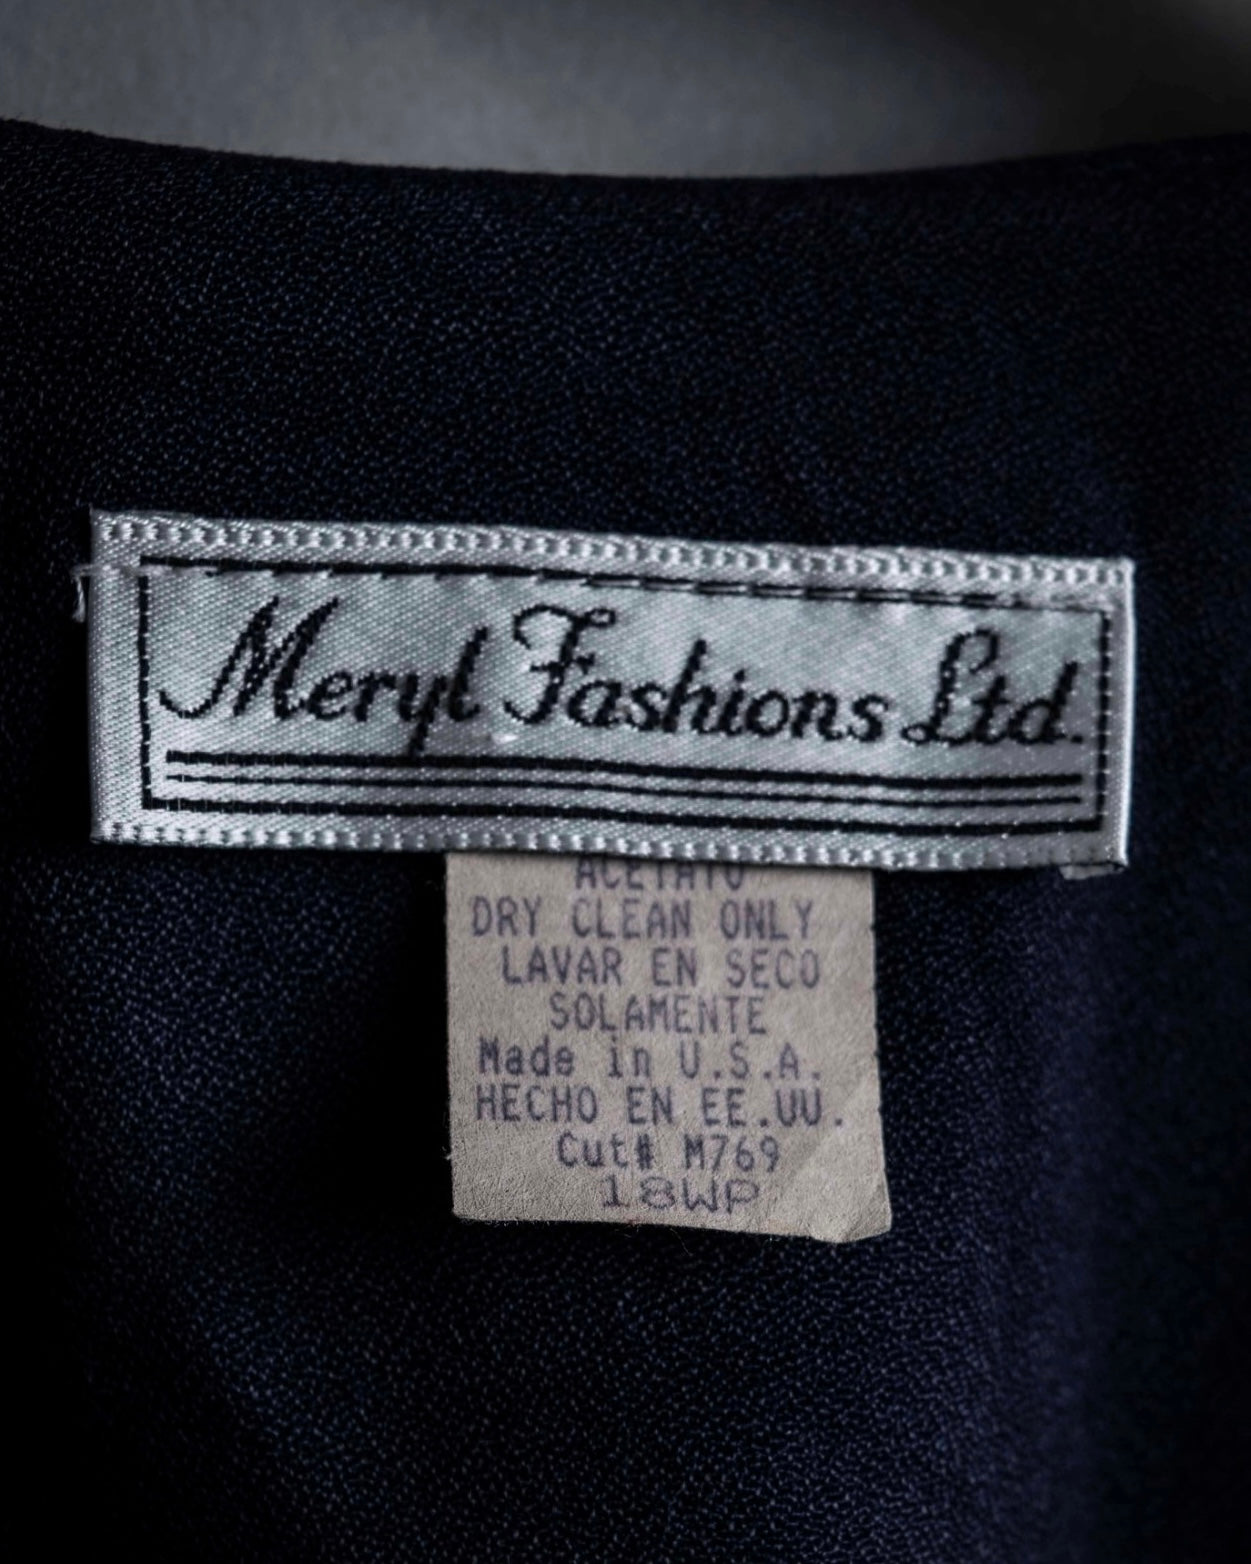 Meryl Fashions Ltd.
ACETATO
DRY CLEAN ONLY
LAVAR EN SECO
SOLAMENTE
Made in U.S.A.
HECHO EN EE.UU.
Cut# M769
18WP